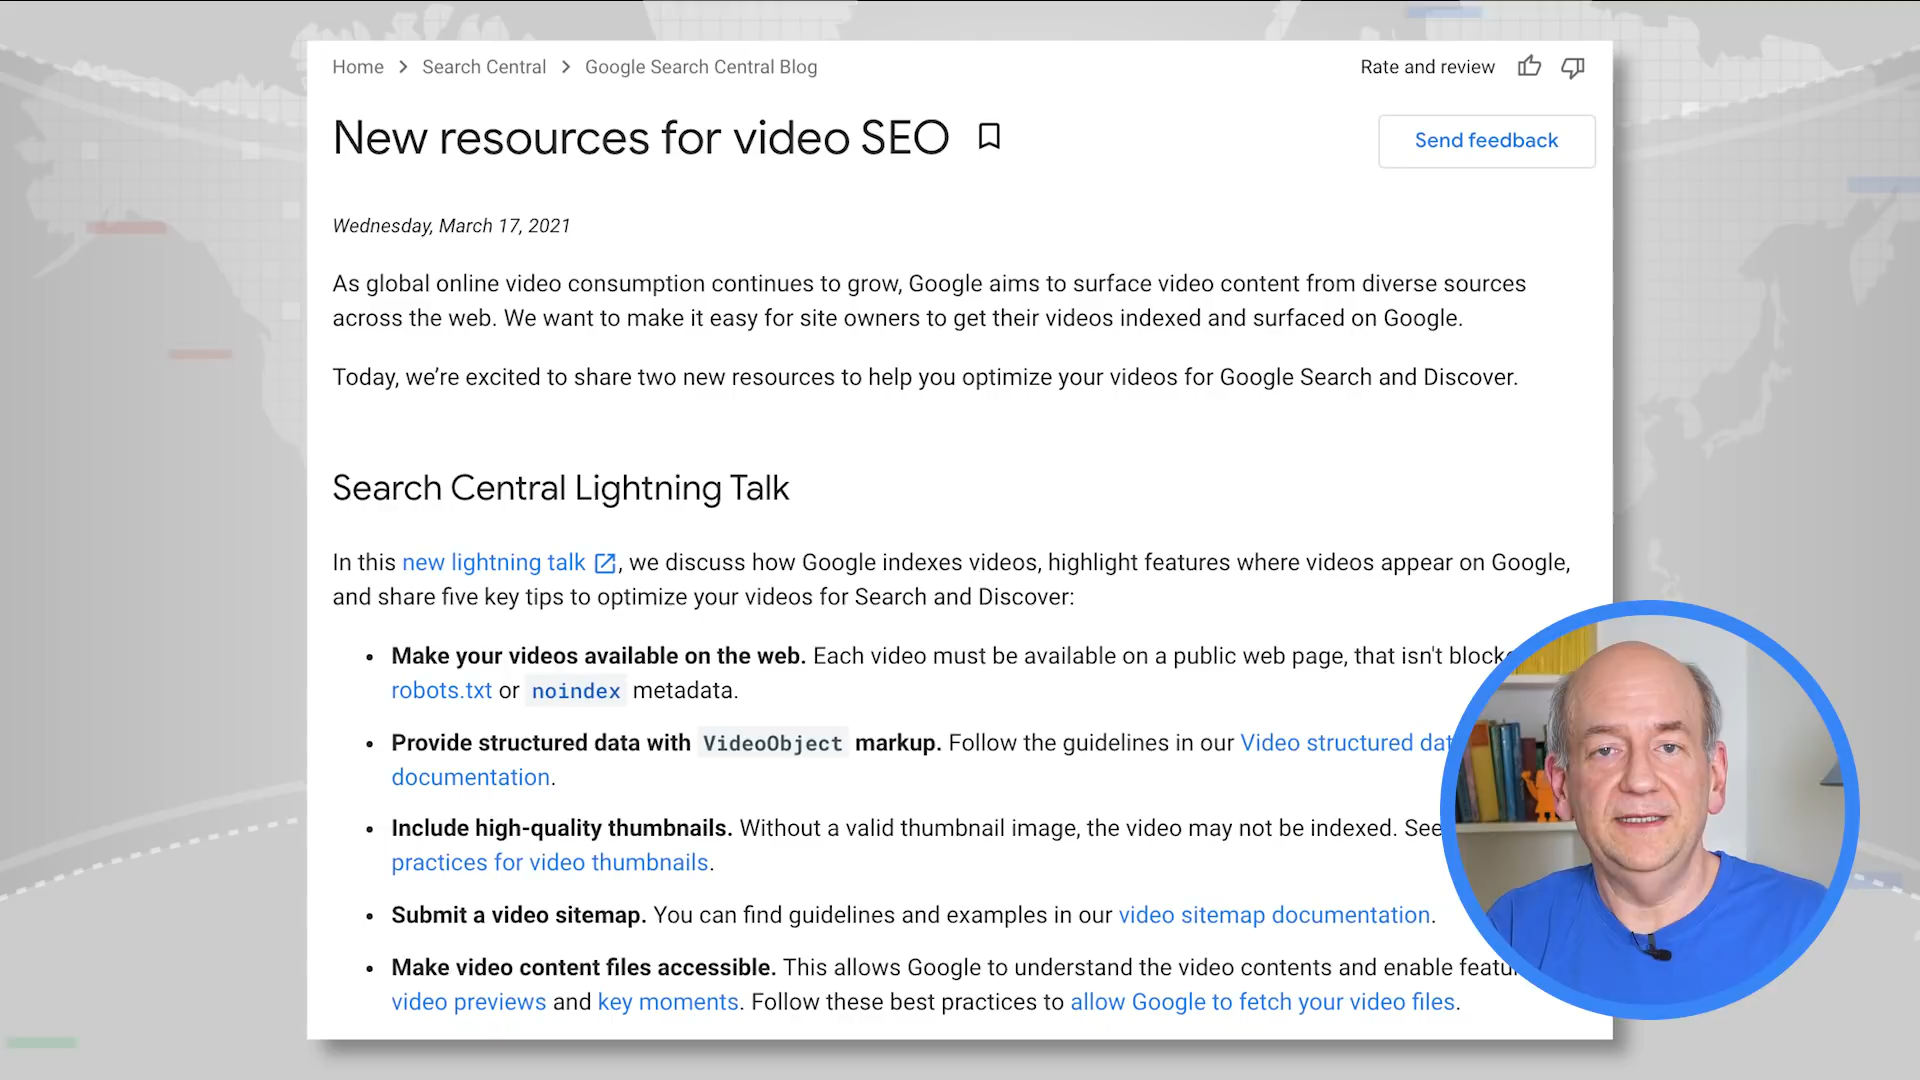 Home > Search Central > Google Search Central Blog
Rate and review
New resources for video SEO
Send feedback
Wednesday, March 17, 2021
As global online video consumption continues to grow, Google aims to surface video content from diverse sources
across the web. We want to make it easy for site owners to get their videos indexed and surfaced on Google.
Today, we’re excited to share two new resources to help you optimize your videos for Google Search and Discover.
Search Central Lightning Talk
In this new lightning talk, we discuss how Google indexes videos, highlight features where videos appear on Google,
and share five key tips to optimize your videos for Search and Discover:
• Make your videos available on the web. Each video must be available on a public web page, that isn't
robots.txt or noindex metadata.
• Provide structured data with VideoObject markup. Follow the guidelines in our Video structured
documentation.
• Include high-quality thumbnails. Without a valid thumbnail image, the video may not be indexed. See
practices for video thumbnails.
• Submit a video sitemap. You can find guidelines and examples in our video sitemap documentation.
• Make video content files accessible. This allows Google to understand the video contents and enable
video previews and key moments. Follow these best practices to allow Google to fetch your video files.